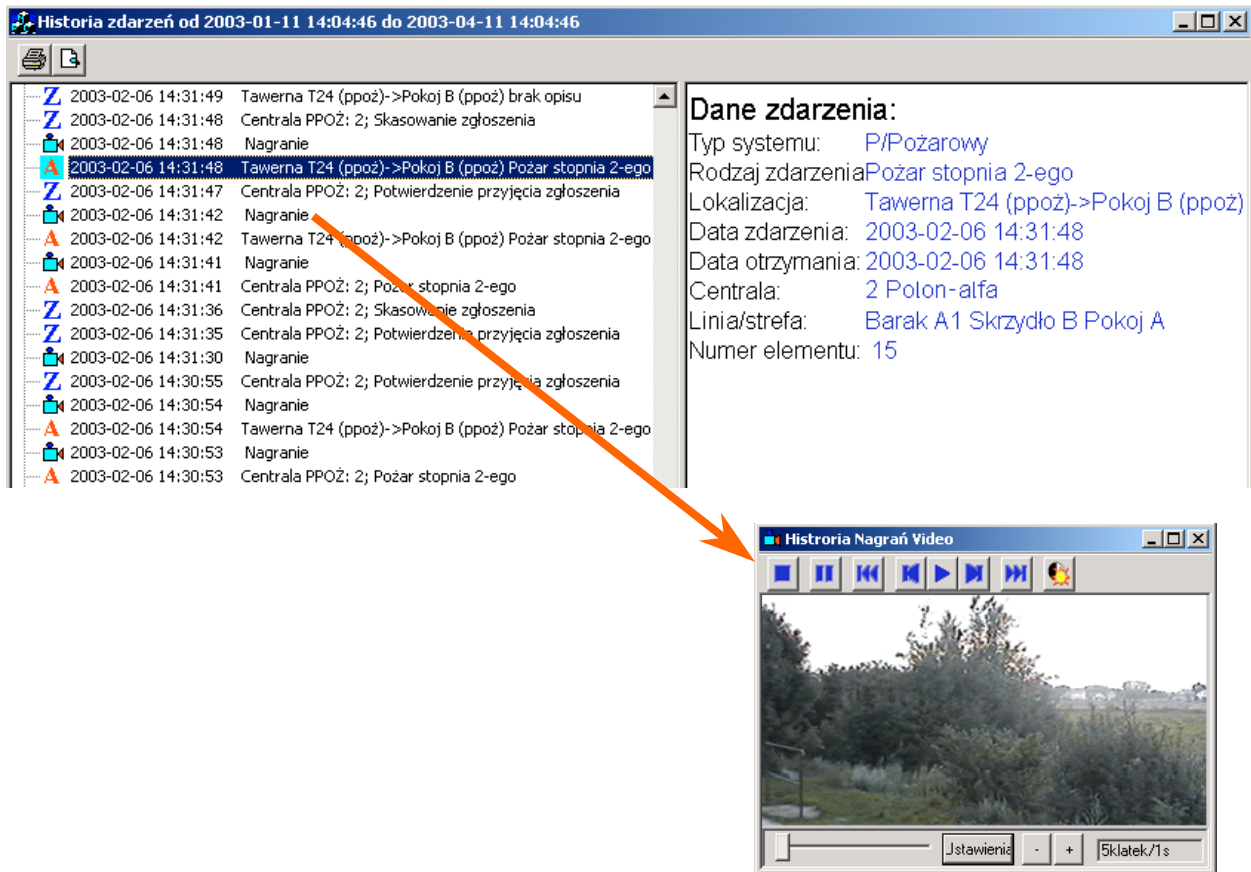 Historia zdarzeń od 2003-01-11 14:04:46 do 2003-04-11 14:04:46
Z 2003-02-06 14:31:49 Tawerna T24 (ppoż)->Pokoj B (ppoż) brak opisu
Z 2003-02-06 14:31:48 Centrala PPOŻ: 2; Skasowanie zgłoszenia
2003-02-06 14:31:48 Nagranie
A 2003-02-06 14:31:48 Tawerna T24 (ppoż)->Pokoj B (ppoż) Pożar stopnia 2-ego
Z 2003-02-06 14:31:47 Centrala PPOŻ: 2; Potwierdzenie przyjęcia zgłoszenia
2003-02-06 14:31:42 Nagranie
A 2003-02-06 14:31:42 Tawerna T24 (ppoż)->Pokoj B (ppoż) Pożar stopnia 2-ego
2003-02-06 14:31:41 Nagranie
A 2003-02-06 14:31:41 Centrala PPOŻ: 2; Pożar stopnia 2-ego
Z 2003-02-06 14:31:36 Centrala PPOŻ: 2; Skasowanie zgłoszenia
Z 2003-02-06 14:31:35 Centrala PPOŻ: 2; Potwierdzenie przyjęcia zgłoszenia
2003-02-06 14:31:30 Nagranie
Z 2003-02-06 14:30:55 Centrala PPOŻ: 2; Potwierdzenie przyjęcia zgłoszenia
2003-02-06 14:30:54 Nagranie
A 2003-02-06 14:30:54 Tawerna T24 (ppoż)->Pokoj B (ppoż) Pożar stopnia 2-ego
2003-02-06 14:30:53 Nagranie
A 2003-02-06 14:30:53 Centrala PPOŻ: 2; Pożar stopnia 2-ego
Dane zdarzenia:
Typ systemu: P/Pożarowy
Rodzaj zdarzenia Pożar stopnia 2-ego
Lokalizacja: Tawerna T24 (ppoż)->Pokoj B (ppoż)
Data zdarzenia: 2003-02-06 14:31:48
Data otrzymania: 2003-02-06 14:31:48
Centrala: 2 Polon-alfa
Linia/strefa: Barak A1 Skrzydło B Pokoj A
Numer elementu: 15
Histroria Nagrań Video
Jstawienia - + 5klatek/1s